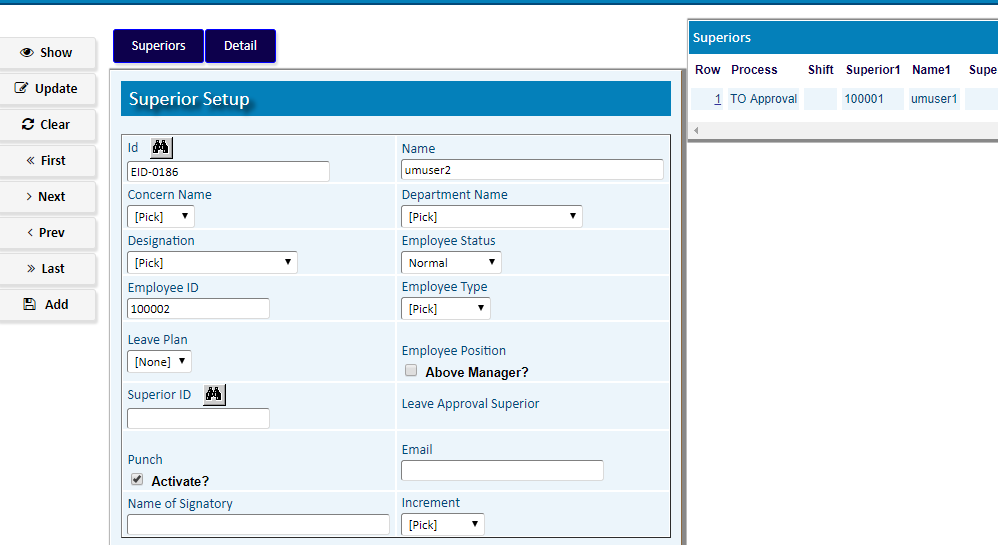 Show
Update
Clear
First
Next
Prev
Last
Add
Superiors
Detail
Superior Setup
Id
EID-0186
Name
umuser2
Concern Name
[Pick]
Department Name
[Pick]
Designation
[Pick]
Employee Status
Normal
Employee ID
100002
Employee Type
[Pick]
Leave Plan
[None]
Employee Position
Above Manager?
Superior ID
Leave Approval Superior
Punch
Activate?
Email
Name of Signatory
Increment
[Pick]
Superiors
Row Process Shift Superior1 Name1 Supe
1 TO Approval 100001 umuser1